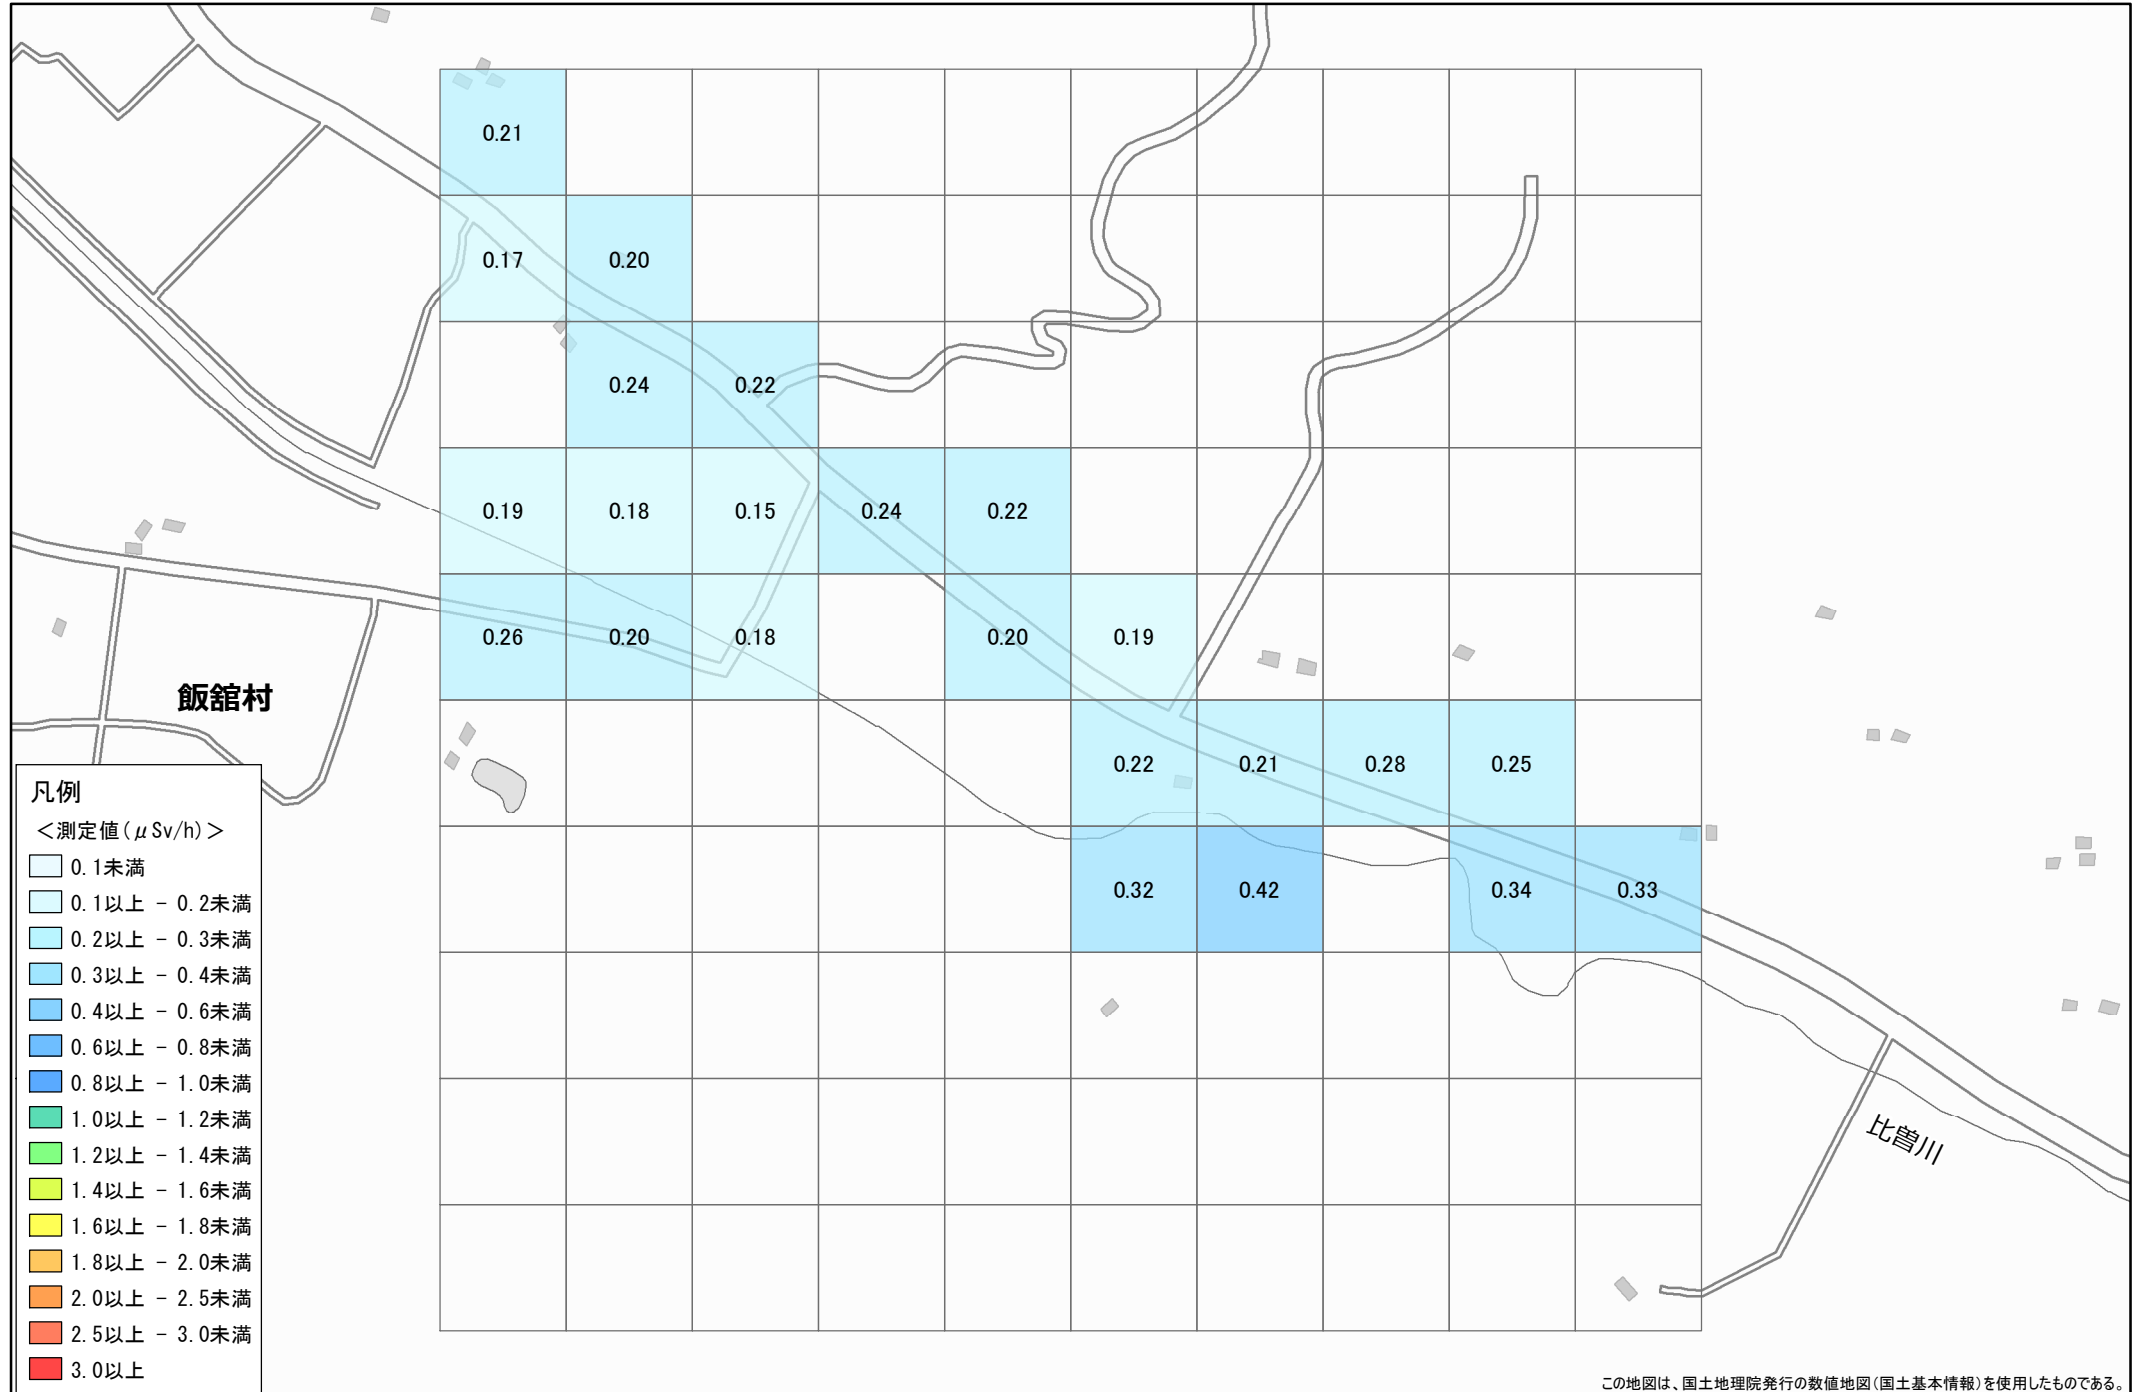 0.21
0.17 0.20
0.24 0.22
0.19 0.18 0.15 0.24 0.22
0.26 0.20 0.18 0.20 0.19
飯舘村
0.22 0.21 0.28 0.25
凡例
＜測定値(μSv/h)＞
0.1未満
0.1以上 － 0.2未満
0.2以上 － 0.3未満
0.3以上 － 0.4未満
0.4以上 － 0.6未満
0.6以上 － 0.8未満
0.8以上 － 1.0未満
1.0以上 － 1.2未満
1.2以上 － 1.4未満
1.4以上 － 1.6未満
1.6以上 － 1.8未満
1.8以上 － 2.0未満
2.0以上 － 2.5未満
2.5以上 － 3.0未満
3.0以上
0.32 0.42 0.34 0.33
比曽川
この地図は、国土地理院発行の数値地図(国土基本情報)を使用したものである。